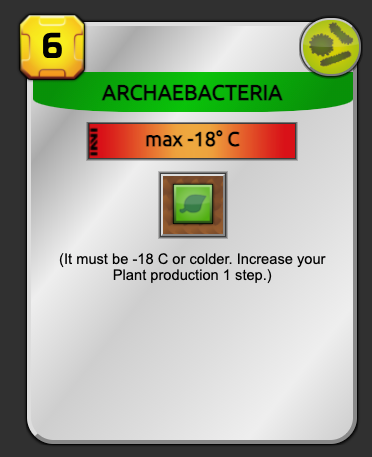 6
ARCHAEBACTERIA
max -18° C
(It must be -18 C or colder. Increase your
Plant production 1 step.)